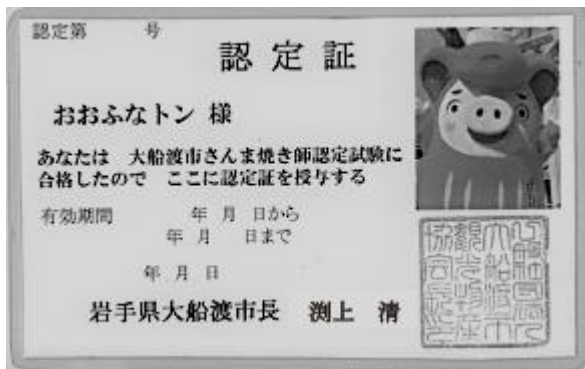 認定第　　　号
認 定 証
おおふなトン 様
あなたは　大船渡市さんま焼き師認定試験に
合格したので　ここに認定証を授与する
有効期間　　　年　月　日から
年　月　日まで
年　月　日
岩手県大船渡市長　渕上　清